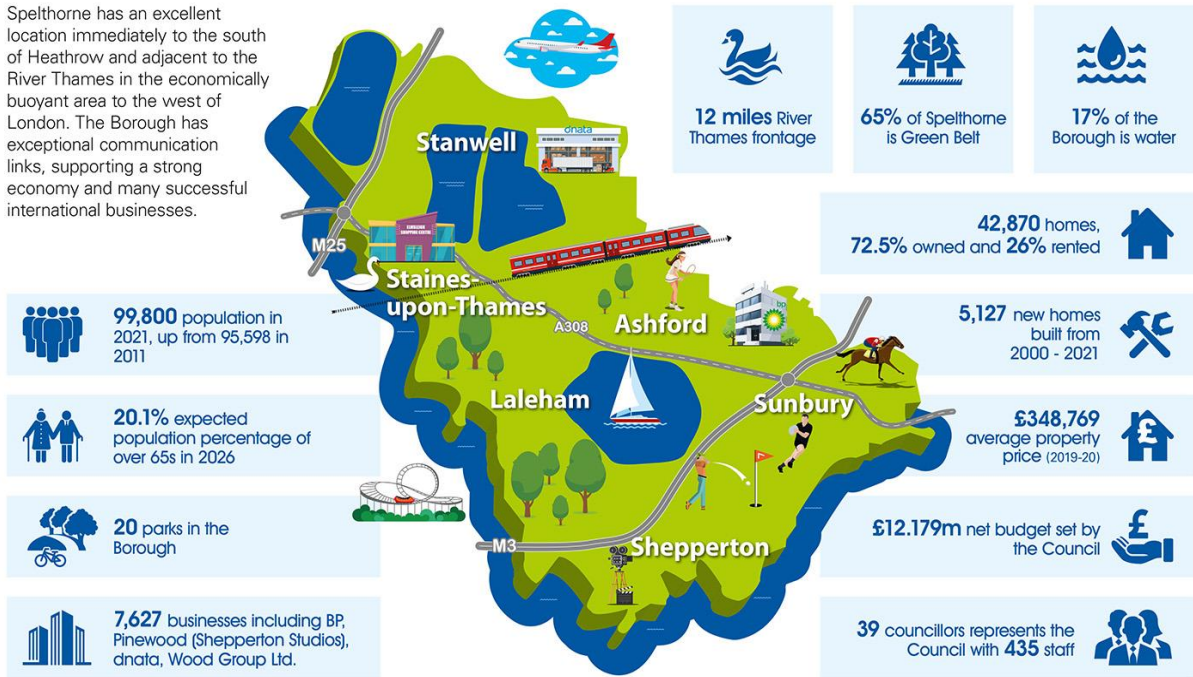 Spelthorne has an excellent
location immediately to the south
of Heathrow and adjacent to the
River Thames in the economically
buoyant area to the west of
London. The Borough has
exceptional communication
links, supporting a strong
economy and many successful
international businesses.
12 miles River
Thames frontage
65% of Spelthorne
is Green Belt
17% of the
Borough is water
42,870 homes,
72.5% owned and 26% rented
5,127 new homes
built from
2000 - 2021
£348,769
average property
price (2019-20)
£12.179m net budget set by
the Council
39 councillors represents the
Council with 435 staff
99,800 population in
2021, up from 95,598 in
2011
20.1% expected
population percentage of
over 65s in 2026
20 parks in the
Borough
7,627 businesses including BP,
Pinewood (Shepperton Studios),
dnata, Wood Group Ltd.
Stanwell
dnata
M25
SHOPPING CENTRE
Staines-
upon-Thames
A308
Ashford
bp
Laleham
Sunbury
M3
Shepperton